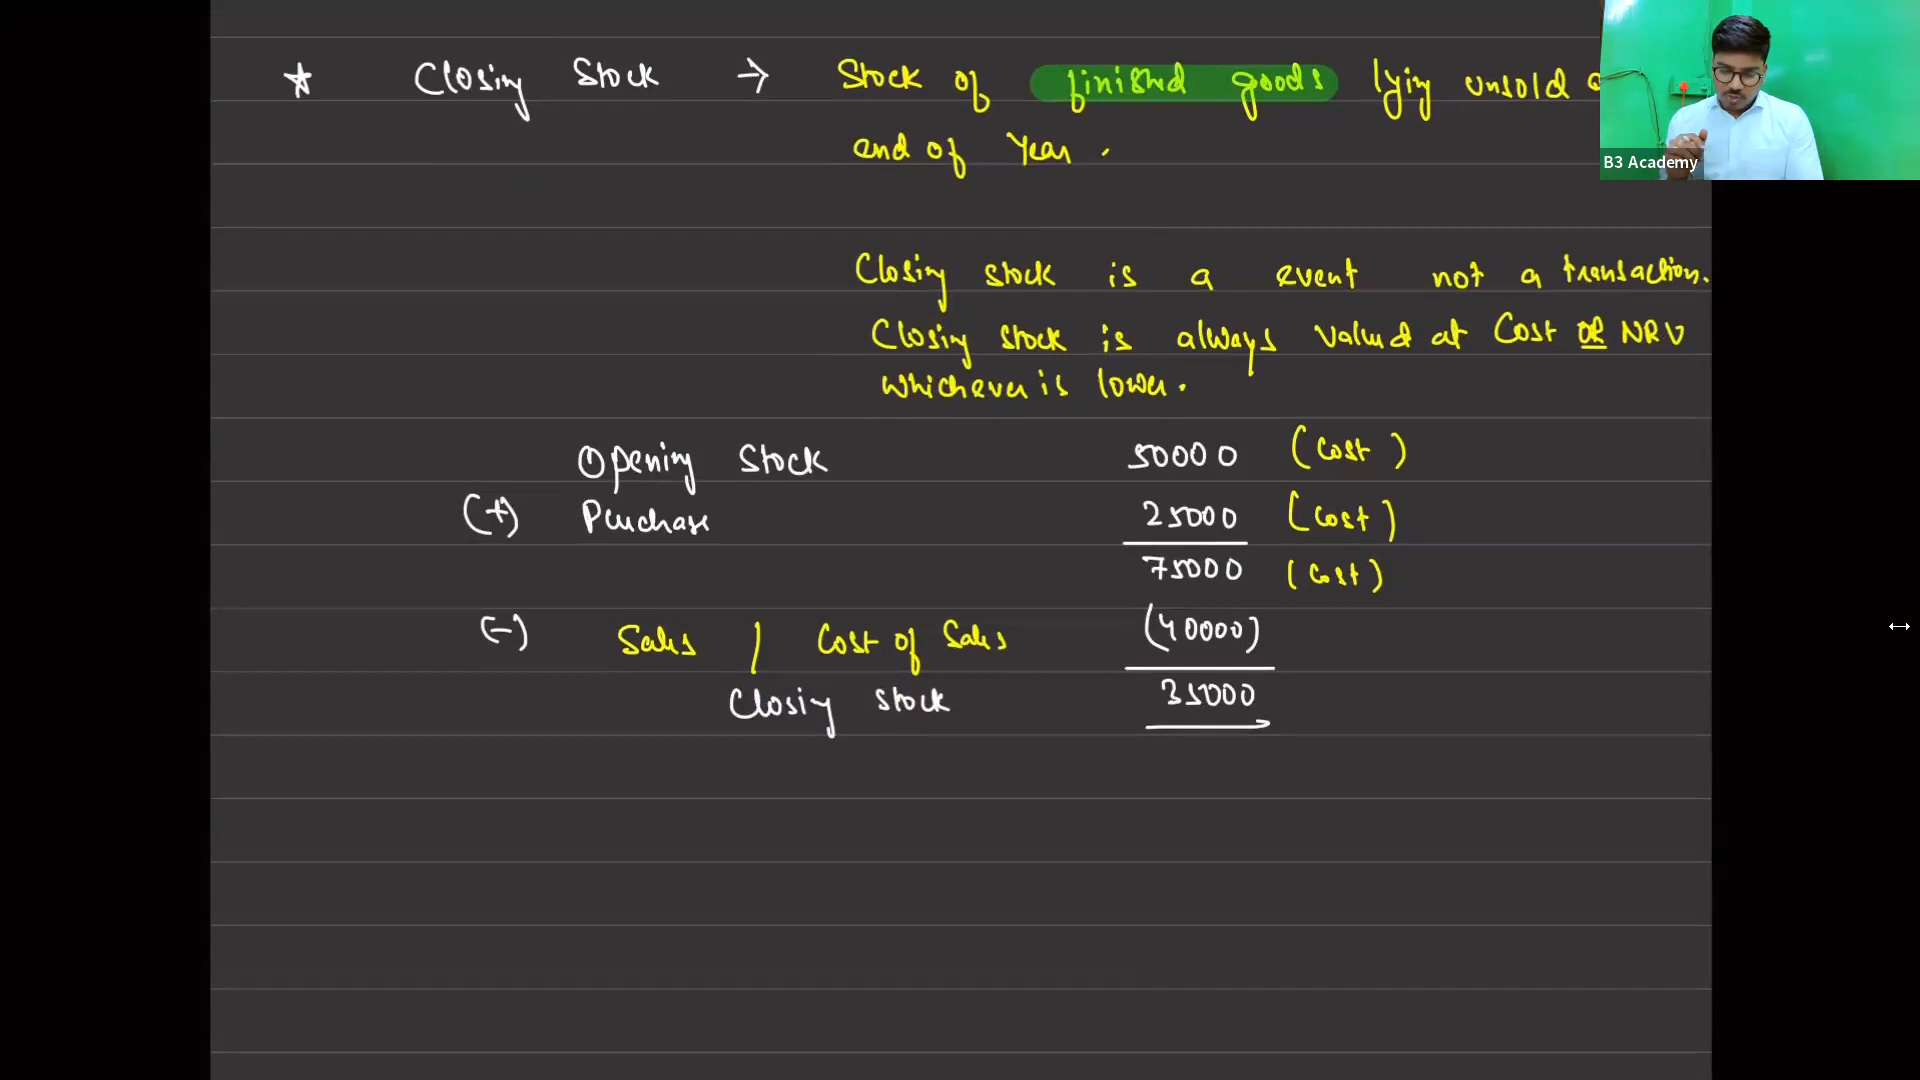 ☆ Closing Stock → Stock of finished goods lying unsold
end of Year .
B3 Academy
Closing stock is a event not a transaction.
Closing stock is always valued at Cost OR NRV
whichever is lower.
Opening Stock 50000 (Cost)
(+) Purchase 25000 (Cost)
75000 (Cost)
(-) Sales / Cost of Sales (40000)
Closing stock 35000